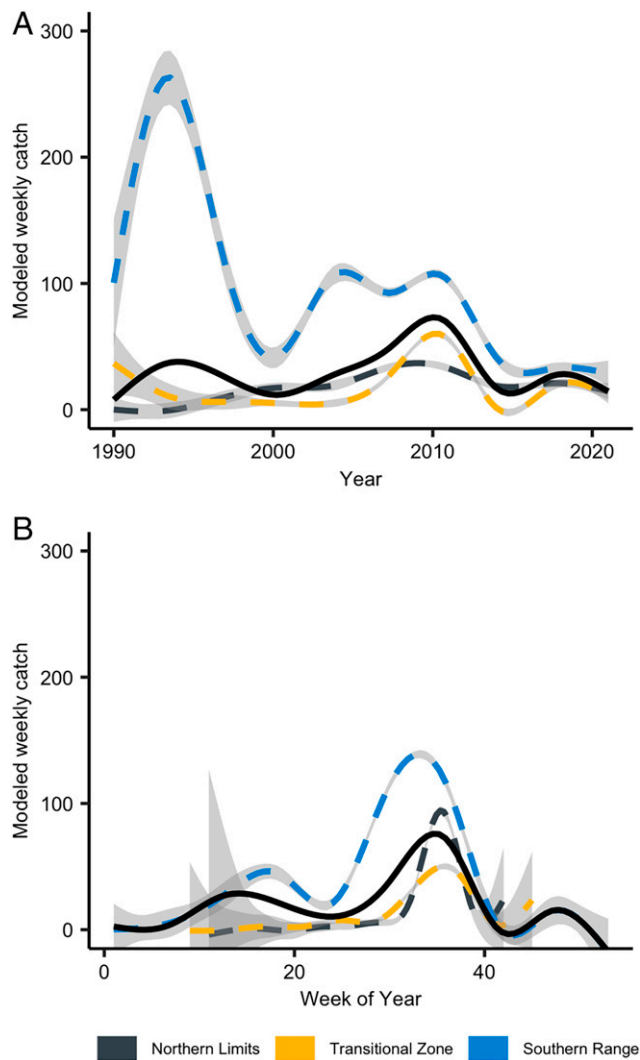 A
300
200
100
0
Modeled weekly catch
1990
2000
2010
2020
Year
B
300
200
100
0
Modeled weekly catch
0
20
40
Week of Year
Northern Limits
Transitional Zone
Southern Range